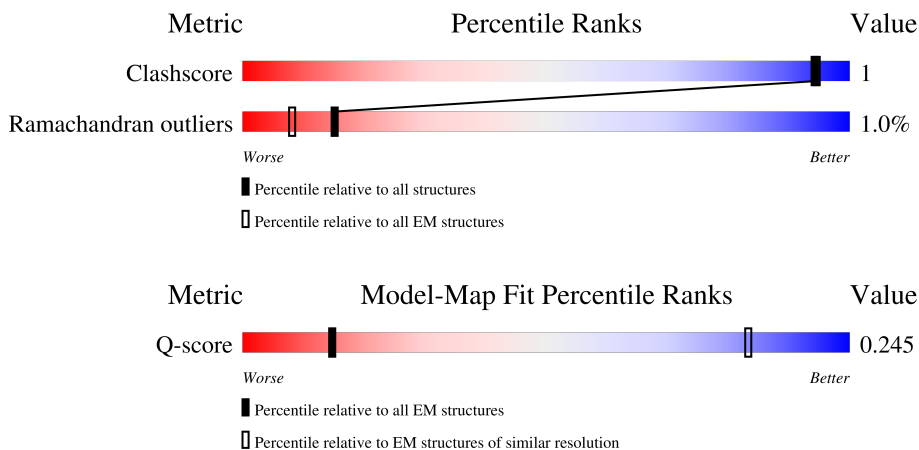 Metric Percentile Ranks Value
Clashscore 1
Ramachandran outliers 1.0%
Worse Better
Percentile relative to all structures
Percentile relative to all EM structures
Metric Model-Map Fit Percentile Ranks Value
Q-score 0.245
Worse Better
Percentile relative to all EM structures
Percentile relative to EM structures of similar resolution